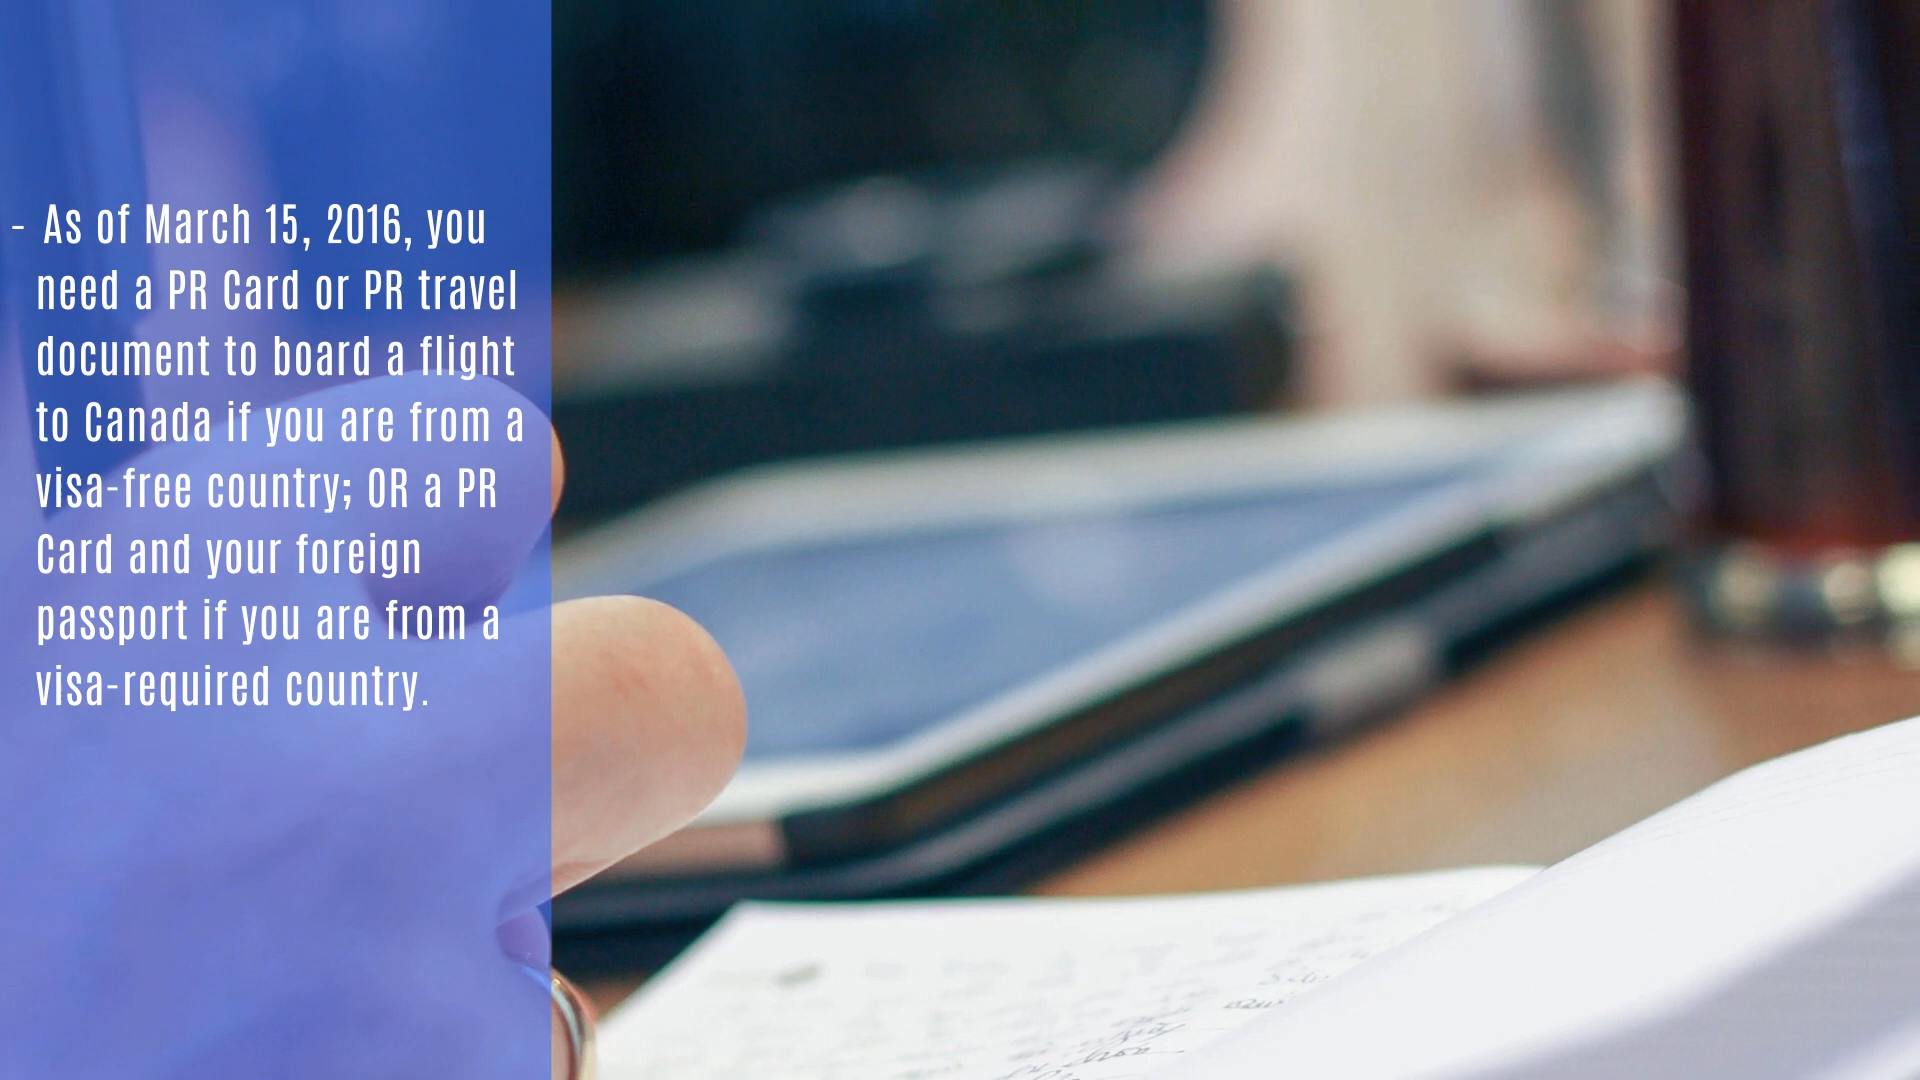 - As of March 15, 2016, you
need a PR Card or PR travel
document to board a flight
to Canada if you are from a
visa-free country; OR a PR
Card and your foreign
passport if you are from a
visa-required country.